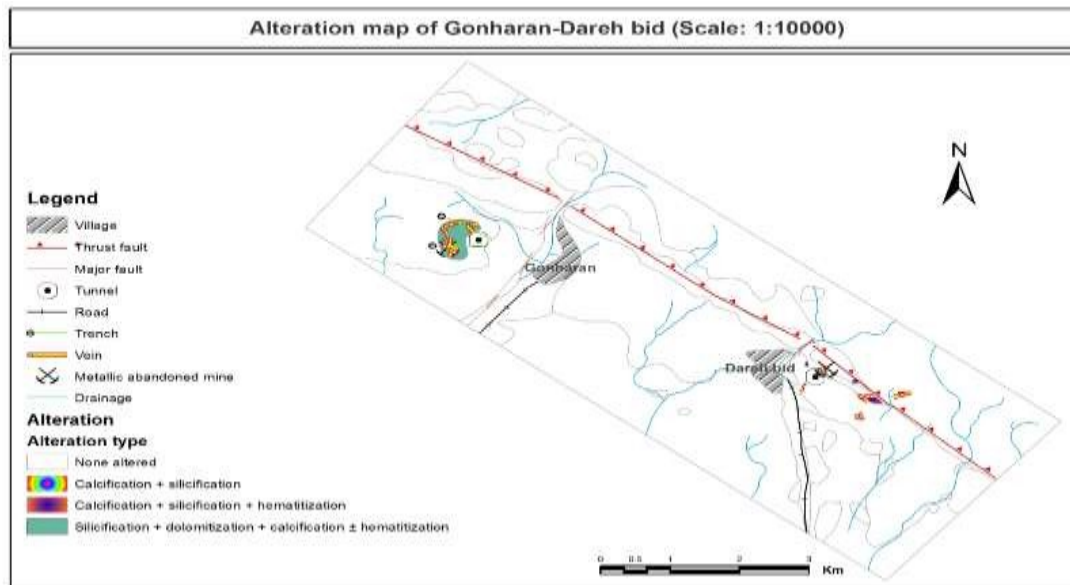 Alteration map of Gonharan-Dareh bid (Scale: 1:10000)
N
Legend
Village
Thrust fault
Major fault
Tunnel
Road
Trench
Vein
Metallic abandoned mine
Drainage
Alteration
Alteration type
None altered
Calcification + silicification
Calcification + silicification + hematitization
Silicification + dolomitization + calcification ± hematitization
Gonharan
Dareh bid
0 0.5 1 2 3
Km